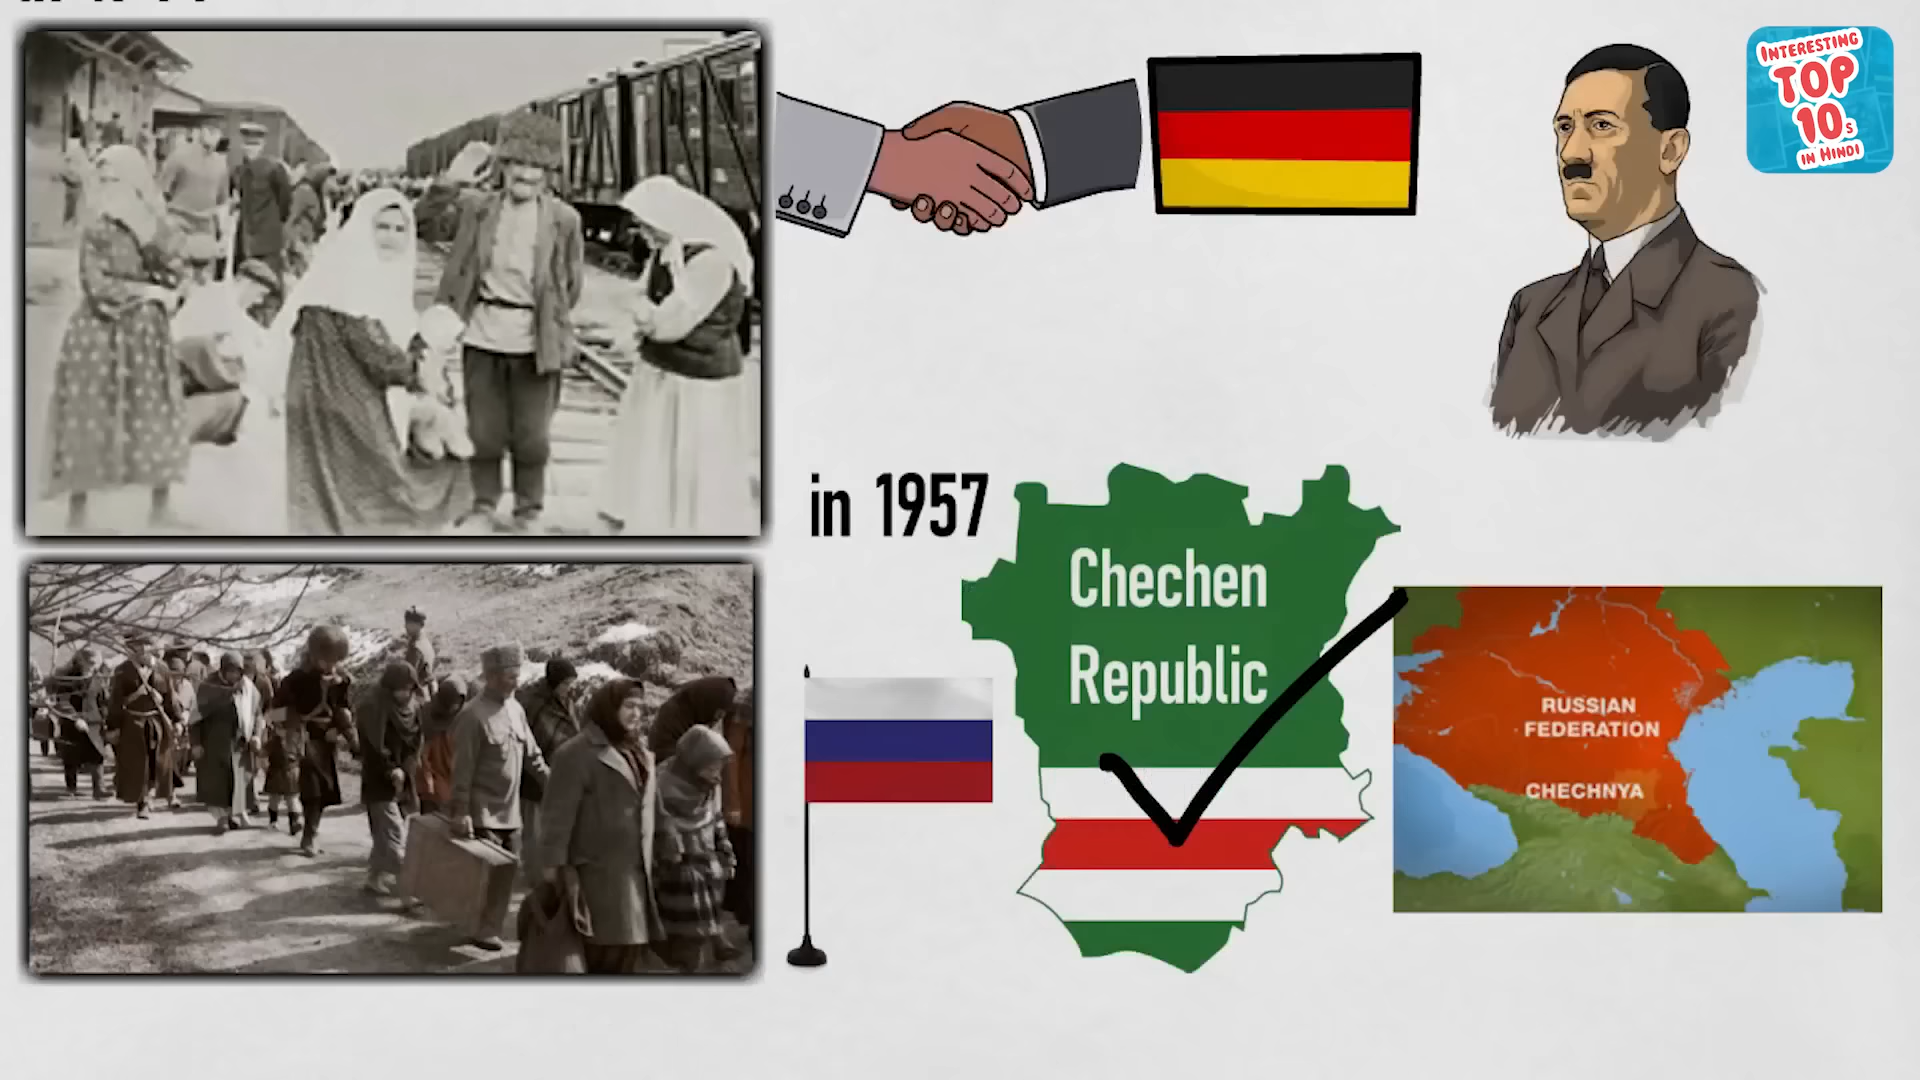 INTERESTING
TOP
10s
IN HINDI
in 1957
Chechen
Republic
RUSSIAN
FEDERATION
CHECHNYA